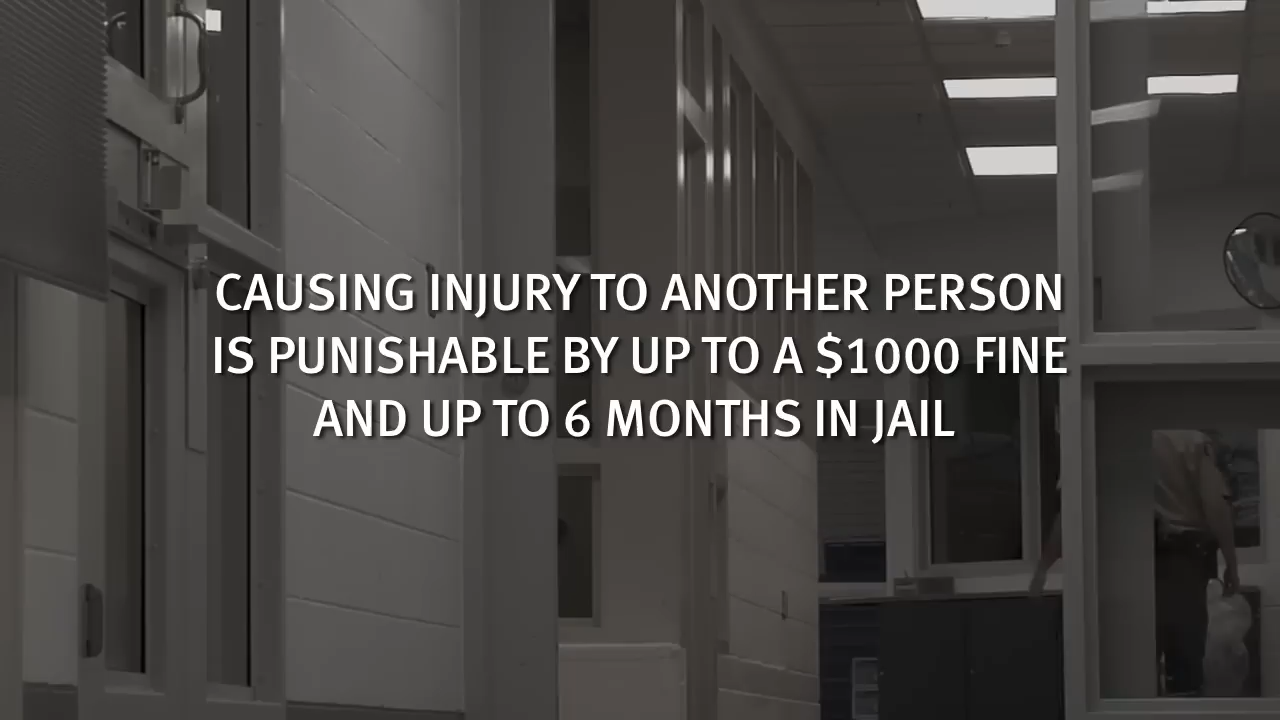 CAUSING INJURY TO ANOTHER PERSON
IS PUNISHABLE BY UP TO A $1000 FINE
AND UP TO 6 MONTHS IN JAIL